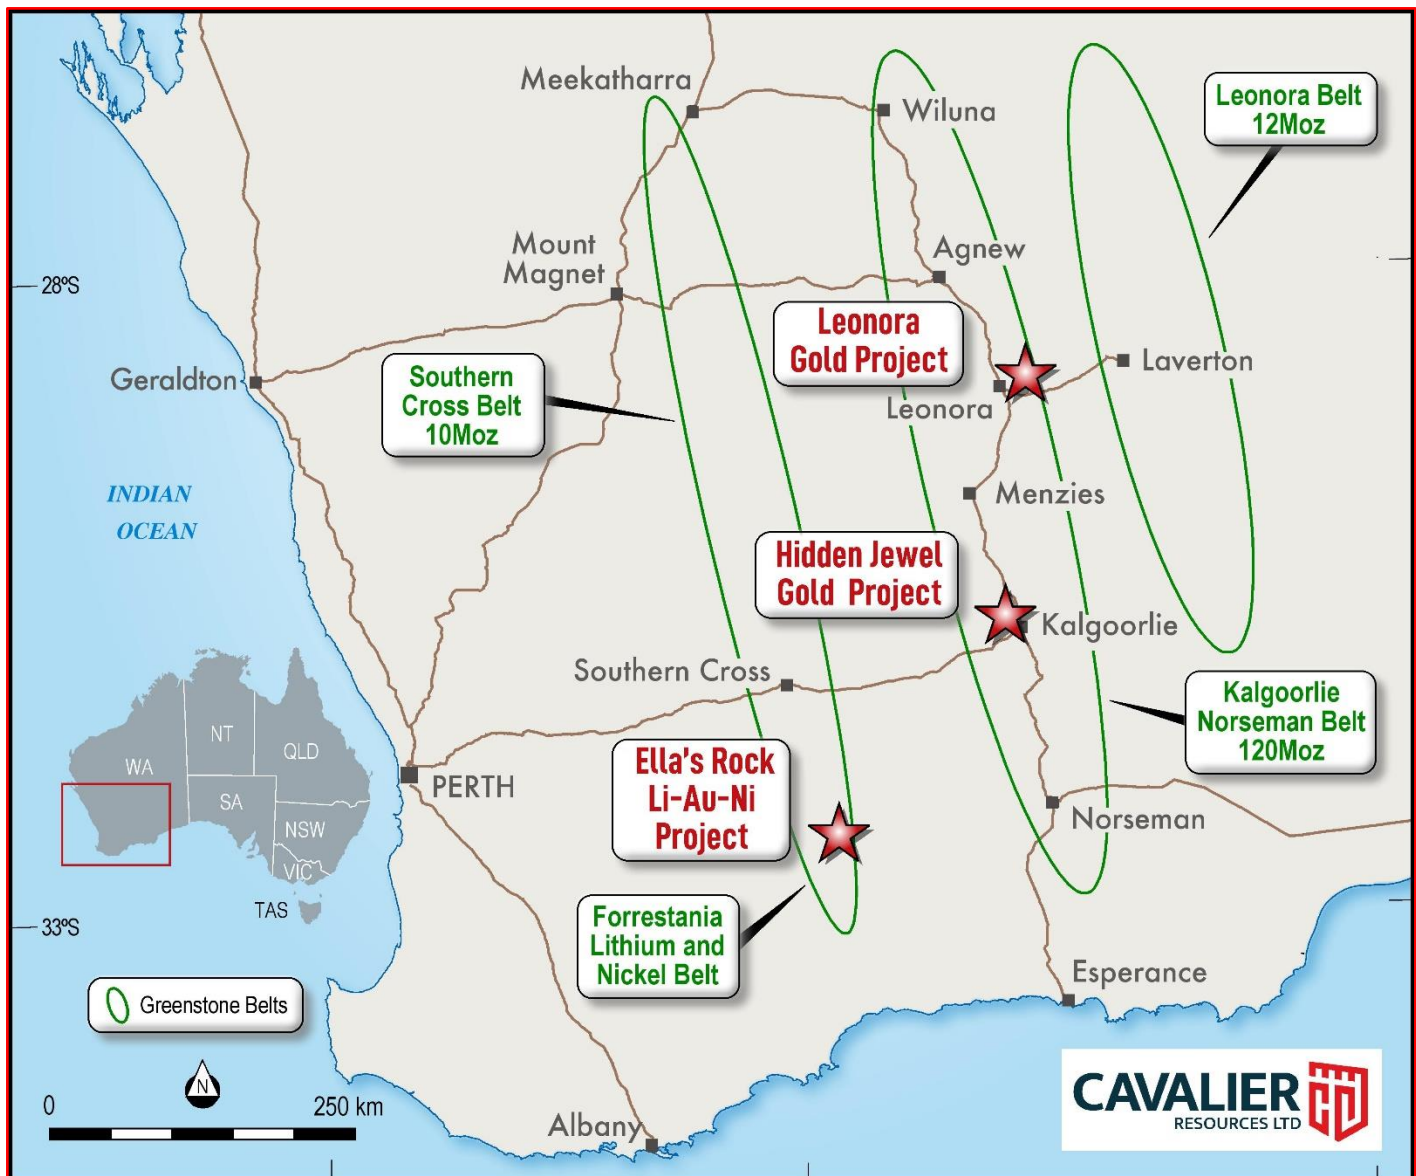 Meekatharra
Wiluna
Leonora Belt
12Moz
Mount
Magnet
Agnew
28ºS
Leonora
Gold Project
Laverton
Geraldton
Southern
Cross Belt
10Moz
Leonora
INDIAN
OCEAN
Menzies
Hidden Jewel
Gold Project
Kalgoorlie
Southern Cross
Kalgoorlie
Norseman Belt
120Moz
NT
QLD
WA
SA
NSW
VIC
TAS
PERTH
Ella's Rock
Li-Au-Ni
Project
Norseman
33ºS
Forrestania
Lithium and
Nickel Belt
Esperance
Greenstone Belts
N
0 250 km
Albany
CAVALIER
RESOURCES LTD